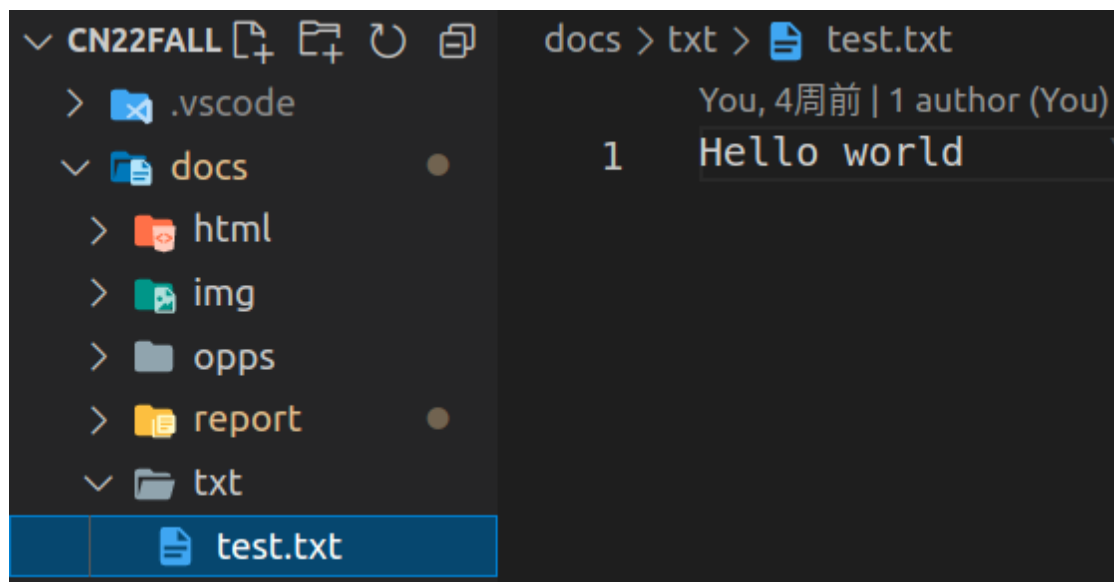 CN22FALL
.vscode
docs
html
img
opps
report
txt
test.txt
docs > txt > test.txt
You, 4周前 | 1 author (You)
1 Hello world